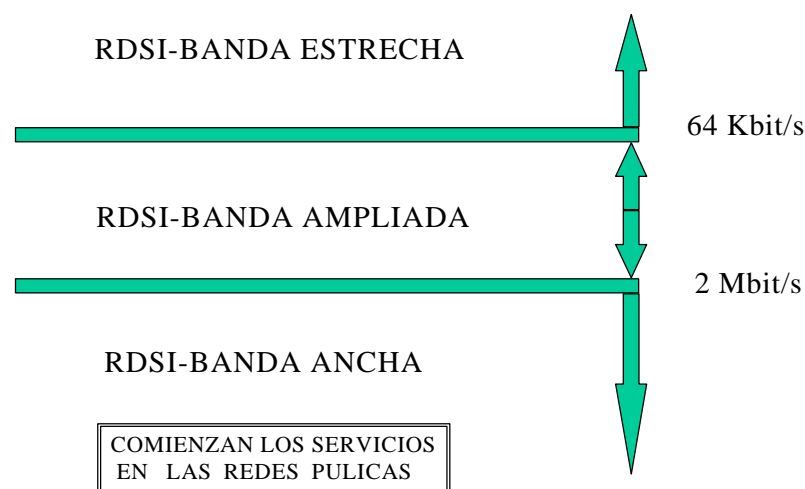 RDSI-BANDA ESTRECHA
64 Kbit/s
RDSI-BANDA AMPLIADA
2 Mbit/s
RDSI-BANDA ANCHA
COMIENZAN LOS SERVICIOS
EN LAS REDES PULICAS